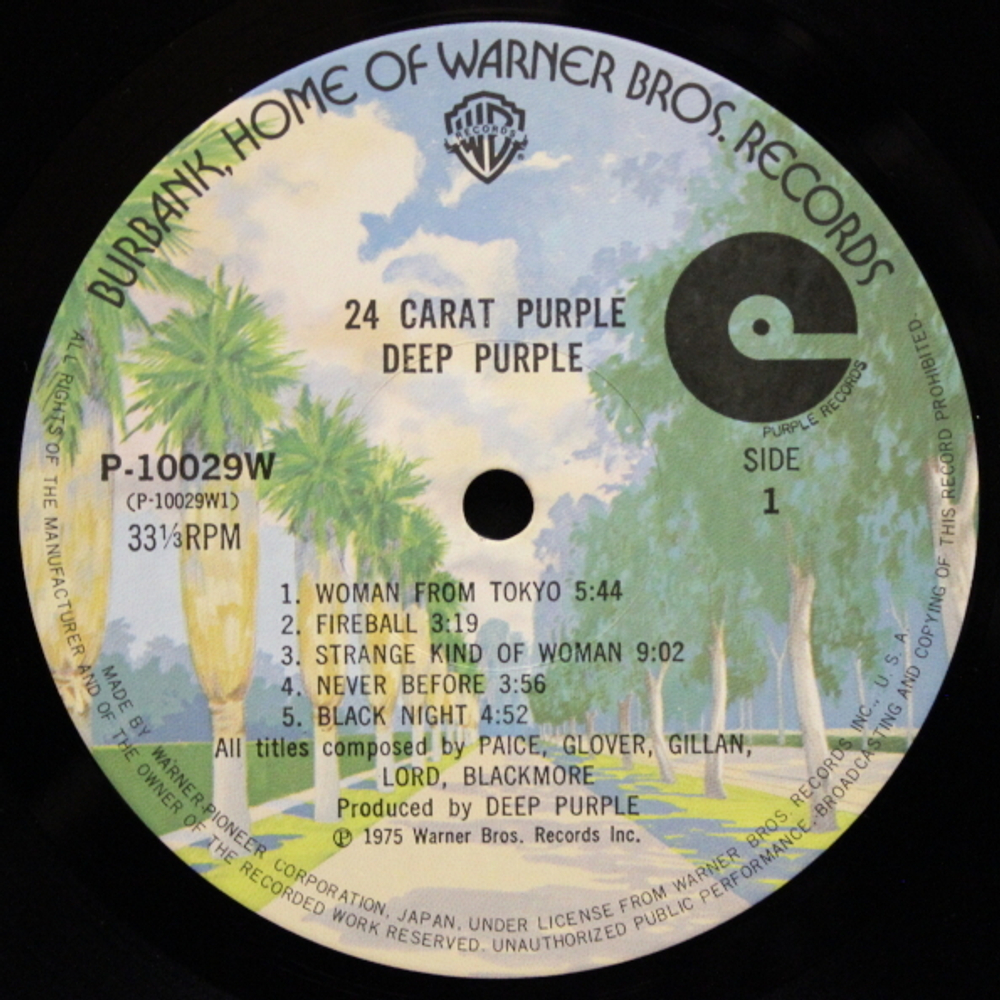 BURBANK, HOME OF WARNER BROS. RECORDS
RECORDS
24 CARAT PURPLE
DEEP PURPLE
PURPLE RECORDS
P-10029W
(P-10029W1)
33⅓RPM
SIDE
1
1. WOMAN FROM TOKYO 5:44
2. FIREBALL 3:19
3. STRANGE KIND OF WOMAN 9:02
4. NEVER BEFORE 3:56
5. BLACK NIGHT 4:52
All titles composed by PAICE, GLOVER, GILLAN,
LORD, BLACKMORE
Produced by DEEP PURPLE
Ⓟ 1975 Warner Bros. Records Inc.
MADE BY WARNER-PIONEER CORPORATION, JAPAN, UNDER LICENSE FROM WARNER BROS. RECORDS INC., U. S. A.
ALL RIGHTS OF THE MANUFACTURER AND OF THE OWNER OF THE RECORDED WORK RESERVED. UNAUTHORIZED PUBLIC PERFORMANCE, BROADCASTING AND COPYING OF THIS RECORD PROHIBITED.